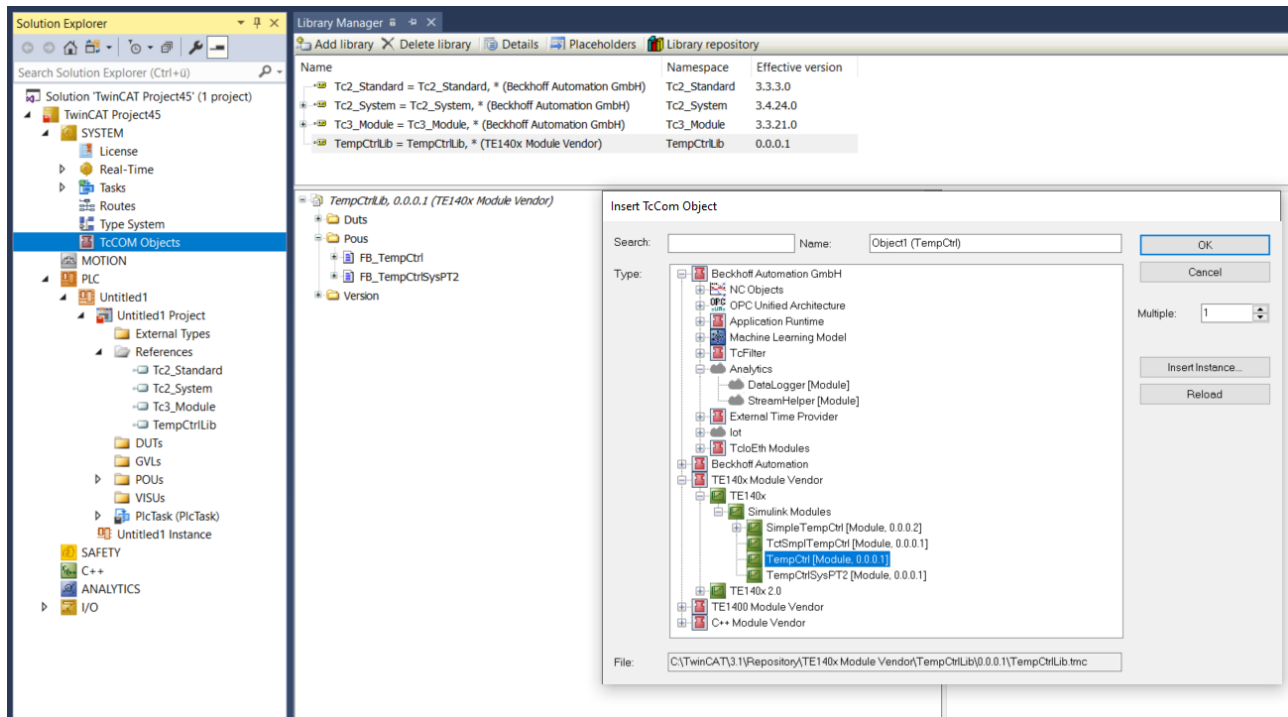 Solution Explorer
Search Solution Explorer (Ctrl+ü)
Solution 'TwinCAT Project45' (1 project)
TwinCAT Project45
SYSTEM
License
Real-Time
Tasks
Routes
Type System
TcCOM Objects
MOTION
PLC
Untitled1
Untitled1 Project
External Types
References
Tc2_Standard
Tc2_System
Tc3_Module
TempCtrlLib
DUTs
GVLs
POUs
VISUs
PlcTask (PlcTask)
Untitled1 Instance
SAFETY
C++
ANALYTICS
I/O
Library Manager
Add library Delete library Details Placeholders Library repository
Name Namespace Effective version
Tc2_Standard = Tc2_Standard, * (Beckhoff Automation GmbH) Tc2_Standard 3.3.3.0
Tc2_System = Tc2_System, * (Beckhoff Automation GmbH) Tc2_System 3.4.24.0
Tc3_Module = Tc3_Module, * (Beckhoff Automation GmbH) Tc3_Module 3.3.21.0
TempCtrlLib = TempCtrlLib, * (TE140x Module Vendor) TempCtrlLib 0.0.0.1
TempCtrlLib, 0.0.0.1 (TE140x Module Vendor)
Duts
Pous
FB_TempCtrl
FB_TempCtrlSysPT2
Version
Insert TcCom Object
Search: Name: Object1 (TempCtrl) OK
Type:
Beckhoff Automation GmbH
NC Objects
OPC Unified Architecture
Application Runtime
Machine Learning Model
TcFilter
Analytics
DataLogger [Module]
StreamHelper [Module]
External Time Provider
Iot
TcIoEth Modules
Beckhoff Automation
TE140x Module Vendor
TE140x
Simulink Modules
SimpleTempCtrl [Module, 0.0.0.2]
TctSmplTempCtrl [Module, 0.0.0.1]
TempCtrl [Module, 0.0.0.1]
TempCtrlSysPT2 [Module, 0.0.0.1]
TE140x 2.0
TE1400 Module Vendor
C++ Module Vendor
Cancel
Multiple: 1
Insert Instance...
Reload
File: C:\TwinCAT\3.1\Repository\TE140x Module Vendor\TempCtrlLib\0.0.0.1\TempCtrlLib.tmc